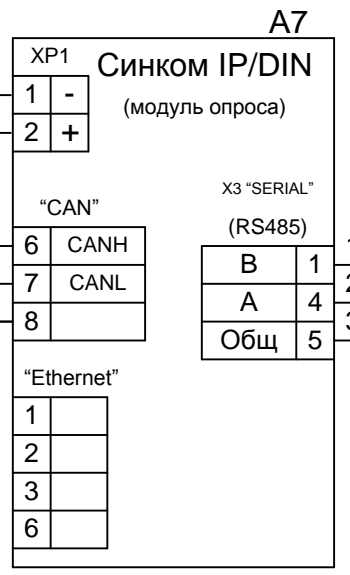 A7
XP1
Синком IP/DIN
1 -
(модуль опроса)
2 +
X3 “SERIAL”
“CAN”
(RS485)
6 CANH
B 1
7 CANL
A 4
8
Общ 5
“Ethernet”
1
2
3
6